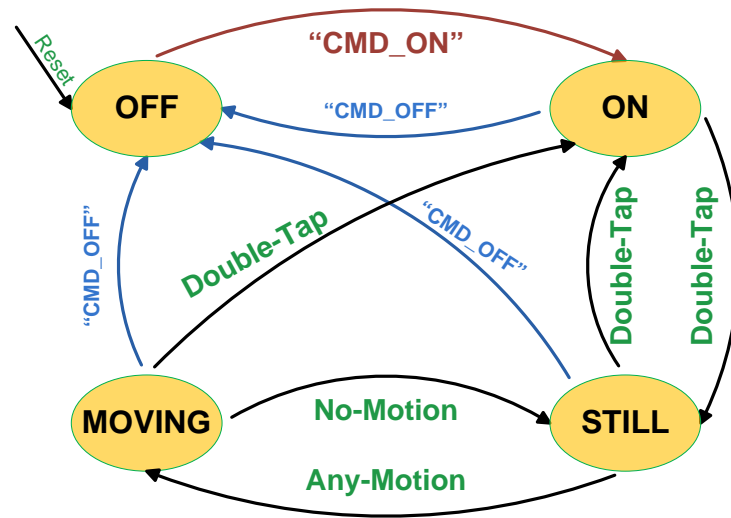 Reset
“CMD_ON”
OFF
“CMD_OFF”
ON
“CMD_OFF”
Double-Tap
“CMD_OFF”
Double-Tap
Double-Tap
MOVING
No-Motion
STILL
Any-Motion